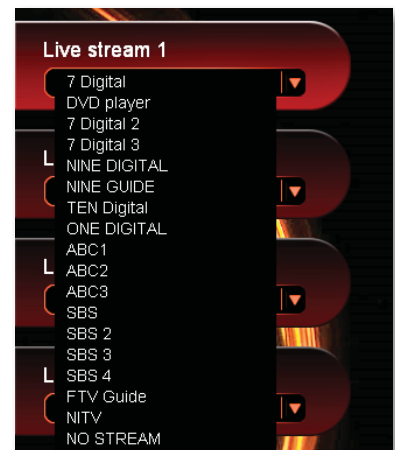 Live stream 1
7 Digital
DVD player
7 Digital 2
7 Digital 3
NINE DIGITAL
NINE GUIDE
TEN Digital
ONE DIGITAL
ABC1
ABC2
ABC3
SBS
SBS 2
SBS 3
SBS 4
FTV Guide
NITV
NO STREAM
L
L
L